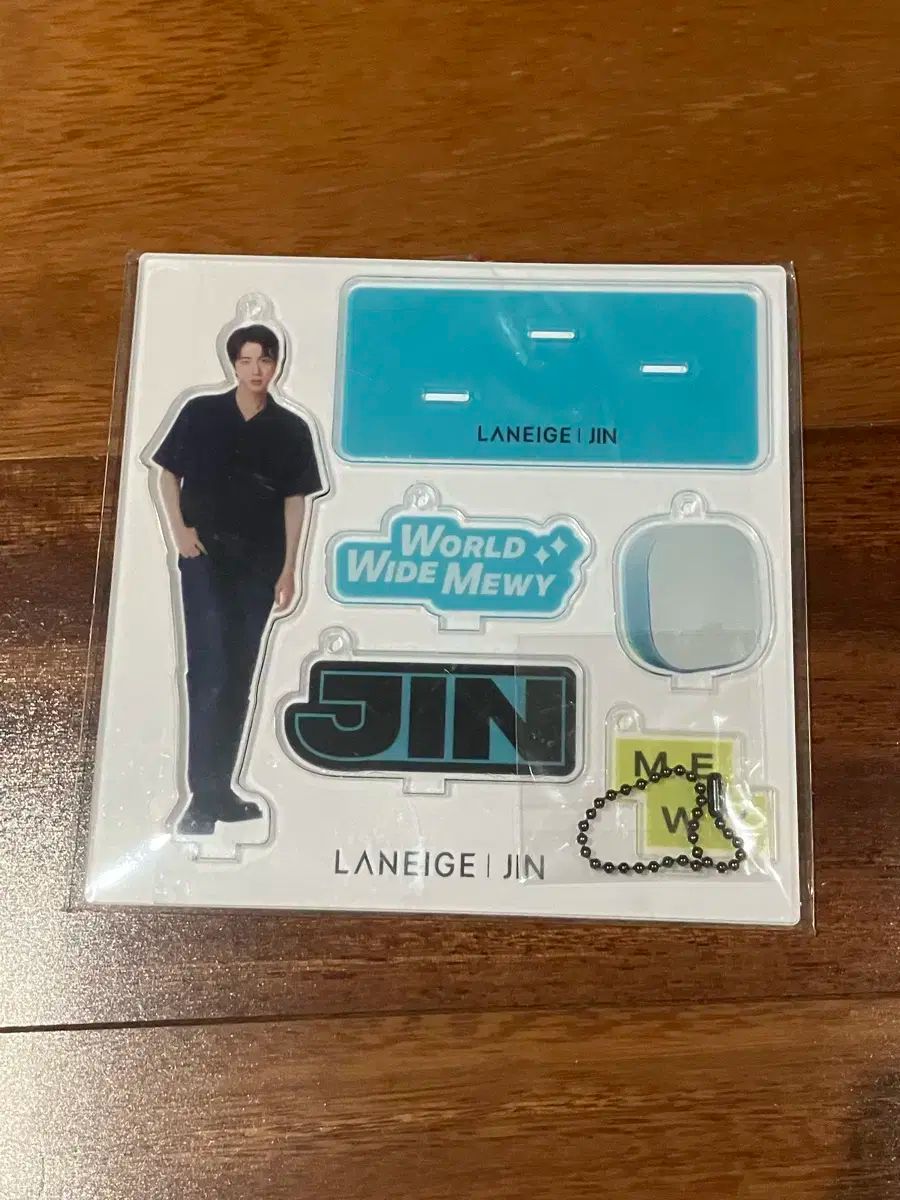 LANEIGE | JIN
WORLD
WIDE MEWY
JIN
M E
W
LANEIGE | JIN